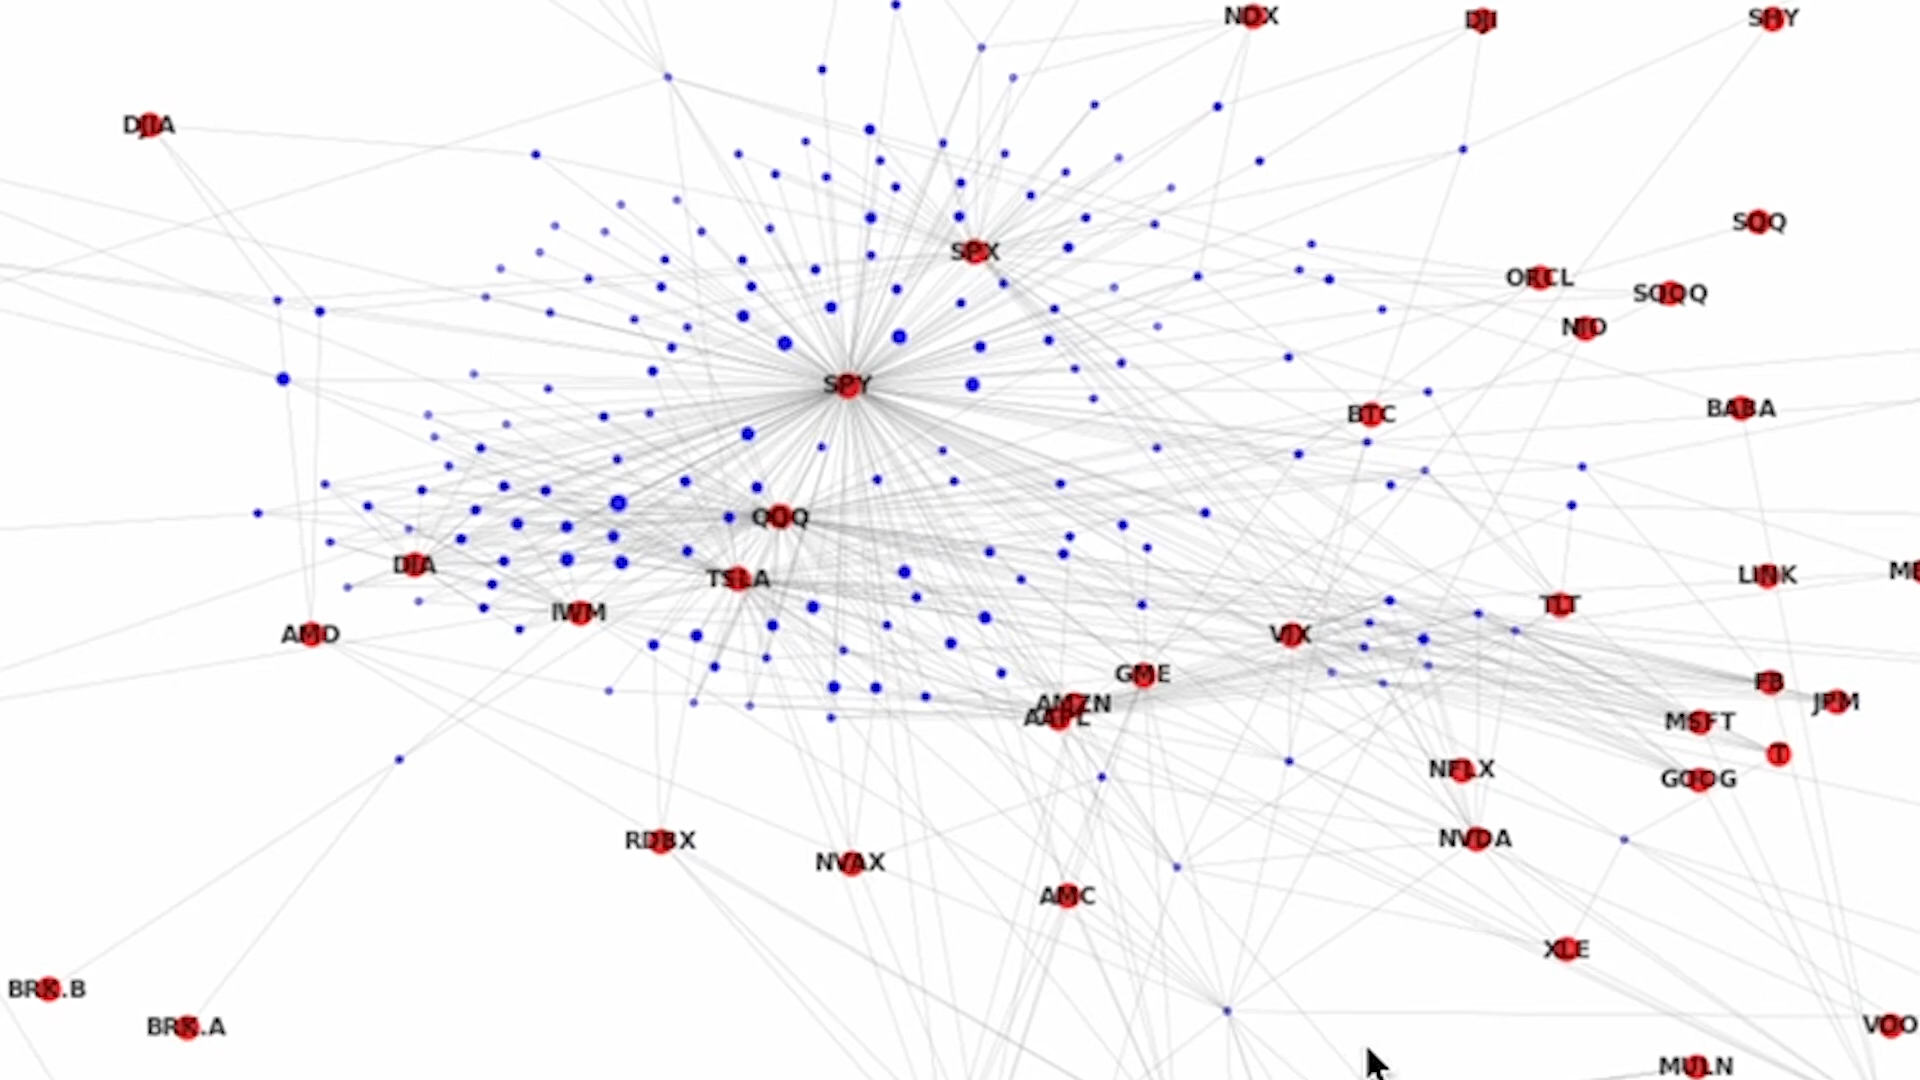 NDX
DJI
SHY
DJIA
SQQ
SPX
ORCL
SQQQ
NIO
SPY
BTC
BABA
QQQ
DIA
TSLA
LINK
IWM
TLT
AMD
VIX
GME
FB
AMZN
JPM
AAPL
MSFT
T
NFLX
GOOG
RDBX
NVDA
NVAX
AMC
XLE
BRK.B
BRK.A
VOO
MULN